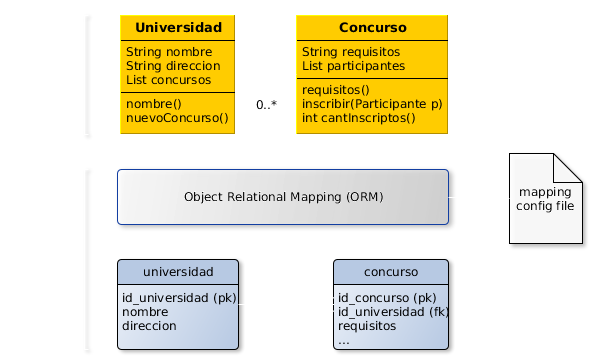 Universidad
String nombre
String direccion
List concursos
nombre()
nuevoConcurso()
0..*
Concurso
String requisitos
List participantes
requisitos()
inscribir(Participante p)
int cantInscriptos()
Object Relational Mapping (ORM)
mapping
config file
universidad
id_universidad (pk)
nombre
direccion
concurso
id_concurso (pk)
id_universidad (fk)
requisitos
...